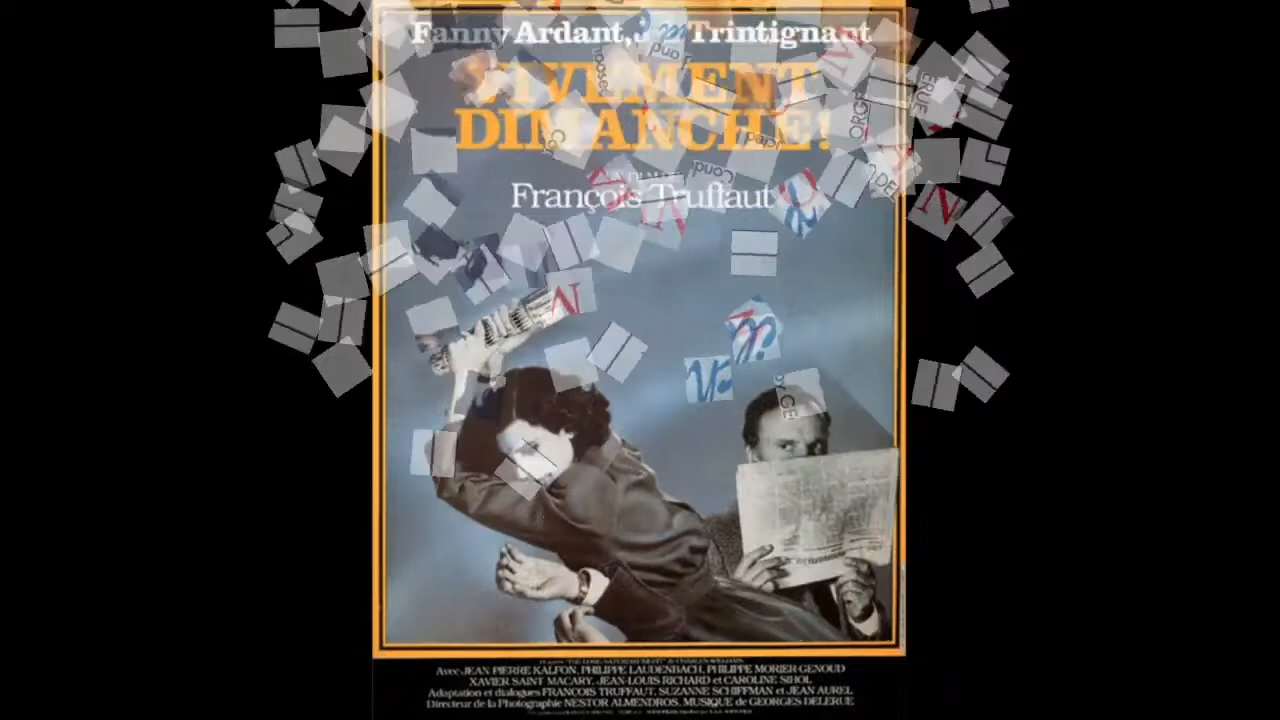 Fanny Ardant, Trintignant
VIVEMENT
DIMANCHE!
François Truffaut
Avec JEAN PIERRE KALFON, PHILIPPE LAUDENBACH, PHILIPPE MORIER-GENOUD
XAVIER SAINT MACARY, JEAN-LOUIS RICHARD et CAROLINE SIHOL
Adaptation et dialogues FRANÇOIS TRUFFAUT, SUZANNE SCHIFFMAN et JEAN AUREL
Directeur de la Photographie NESTOR ALMENDROS, MUSIQUE de GEORGES DELERUE